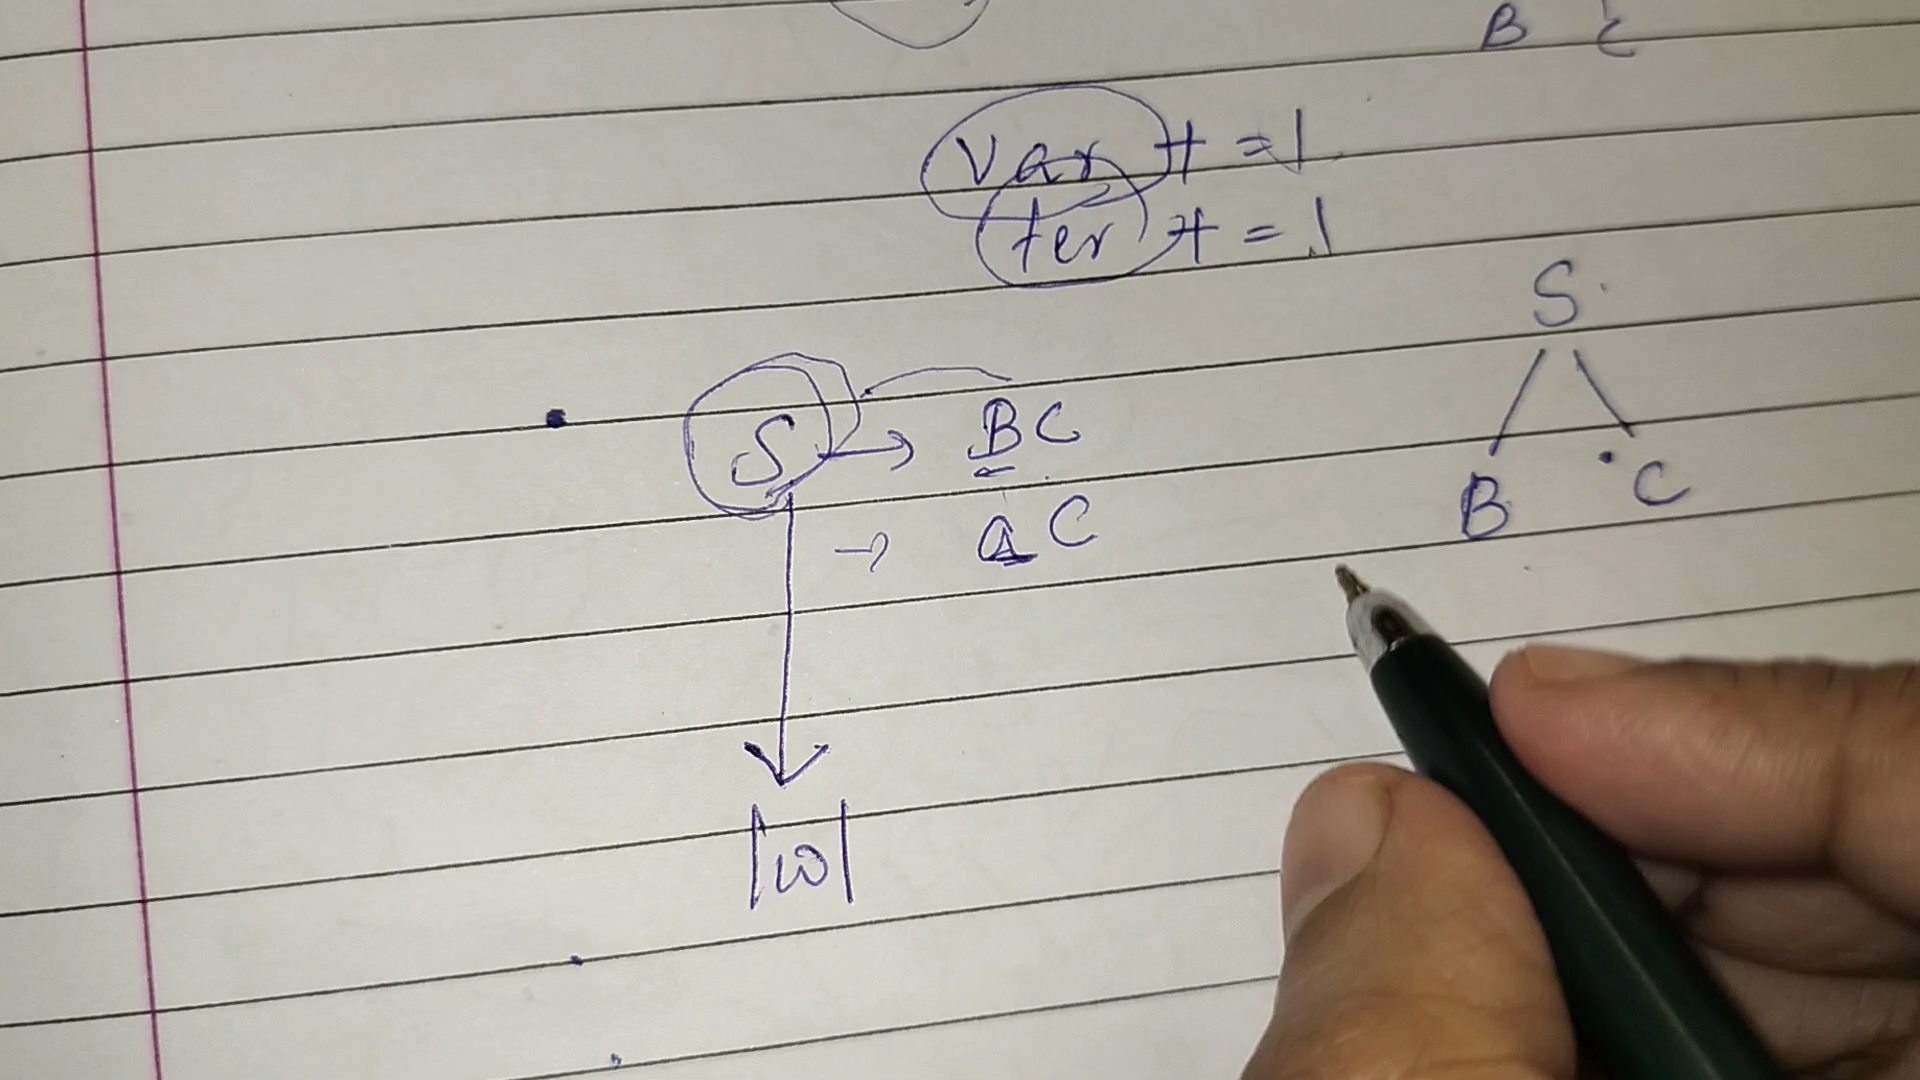 B C
Var + = 1
ter + = 1
S → BC
→ aC
|w|
S
B C